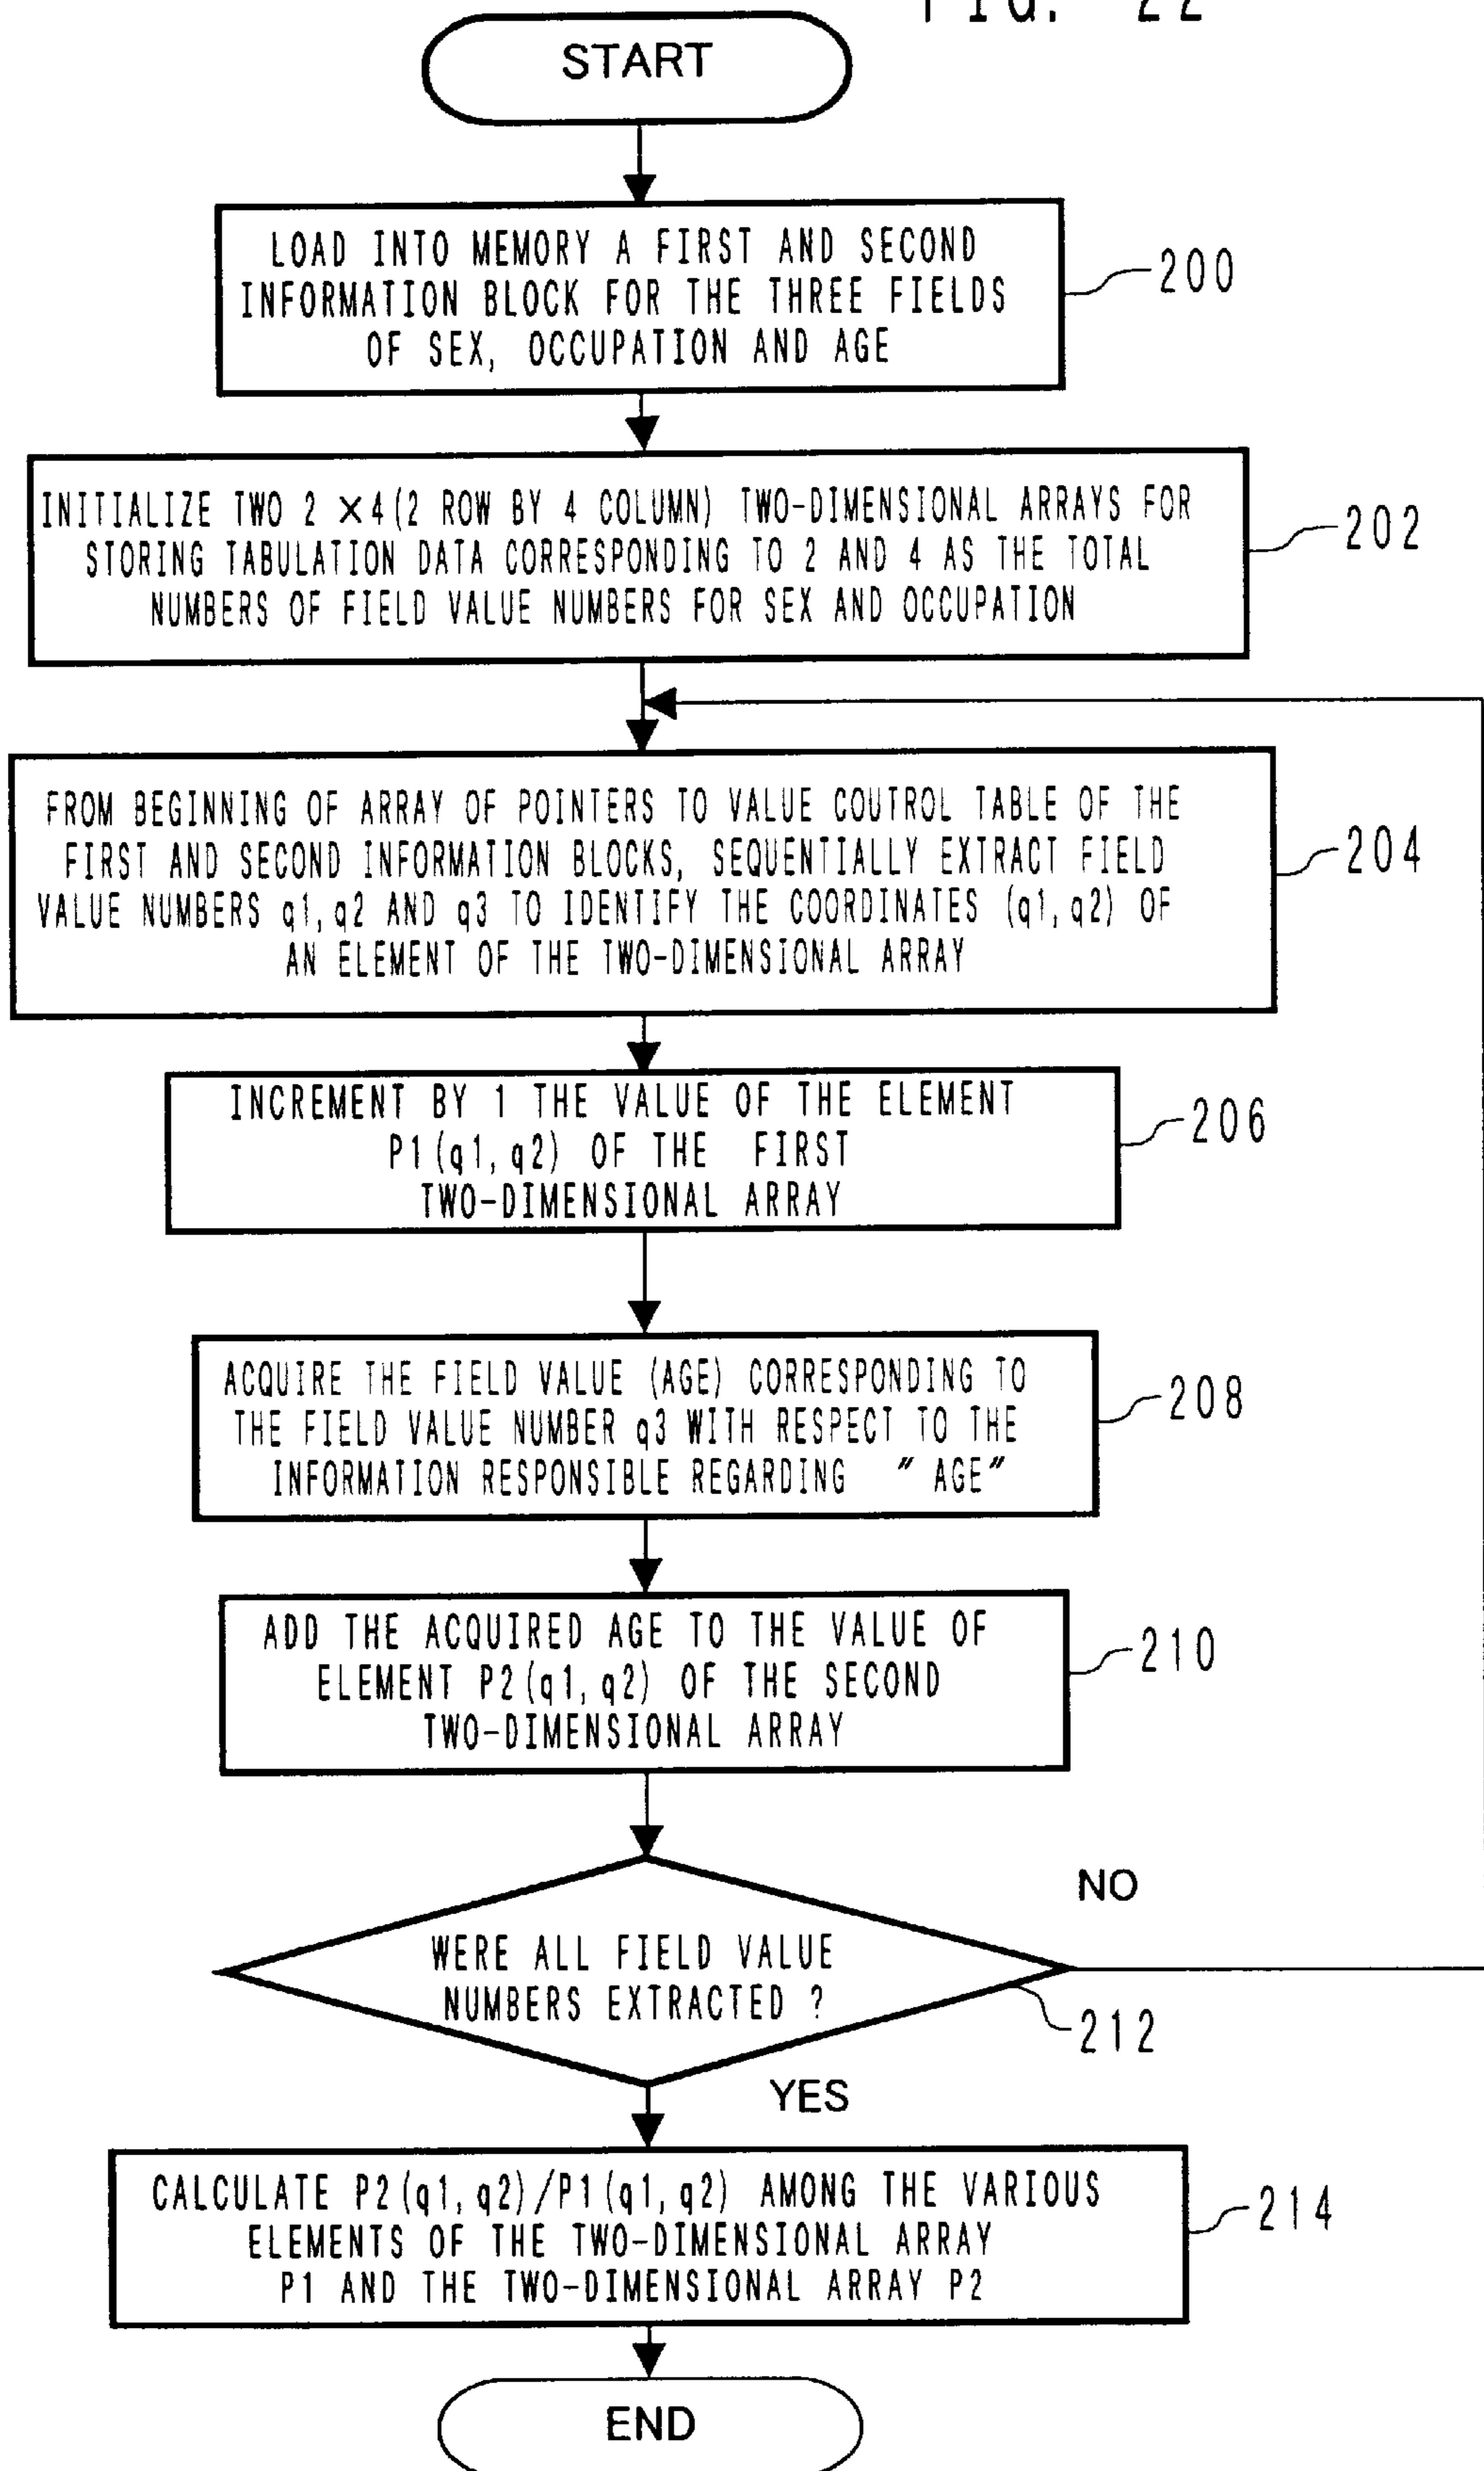 FIG. 22
START
LOAD INTO MEMORY A FIRST AND SECOND
INFORMATION BLOCK FOR THE THREE FIELDS
OF SEX, OCCUPATION AND AGE
200
INITIALIZE TWO 2 ×4(2 ROW BY 4 COLUMN) TWO-DIMENSIONAL ARRAYS FOR
STORING TABULATION DATA CORRESPONDING TO 2 AND 4 AS THE TOTAL
NUMBERS OF FIELD VALUE NUMBERS FOR SEX AND OCCUPATION
202
FROM BEGINNING OF ARRAY OF POINTERS TO VALUE COUTROL TABLE OF THE
FIRST AND SECOND INFORMATION BLOCKS, SEQUENTIALLY EXTRACT FIELD
VALUE NUMBERS q1,q2 AND q3 TO IDENTIFY THE COORDINATES (q1,q2) OF
AN ELEMENT OF THE TWO-DIMENSIONAL ARRAY
204
INCREMENT BY 1 THE VALUE OF THE ELEMENT
P1(q1,q2) OF THE FIRST
TWO-DIMENSIONAL ARRAY
206
ACQUIRE THE FIELD VALUE (AGE) CORRESPONDING TO
THE FIELD VALUE NUMBER q3 WITH RESPECT TO THE
INFORMATION RESPONSIBLE REGARDING " AGE"
208
ADD THE ACQUIRED AGE TO THE VALUE OF
ELEMENT P2(q1,q2) OF THE SECOND
TWO-DIMENSIONAL ARRAY
210
NO
WERE ALL FIELD VALUE
NUMBERS EXTRACTED ?
212
YES
CALCULATE P2(q1,q2)/P1(q1,q2) AMONG THE VARIOUS
ELEMENTS OF THE TWO-DIMENSIONAL ARRAY
P1 AND THE TWO-DIMENSIONAL ARRAY P2
214
END